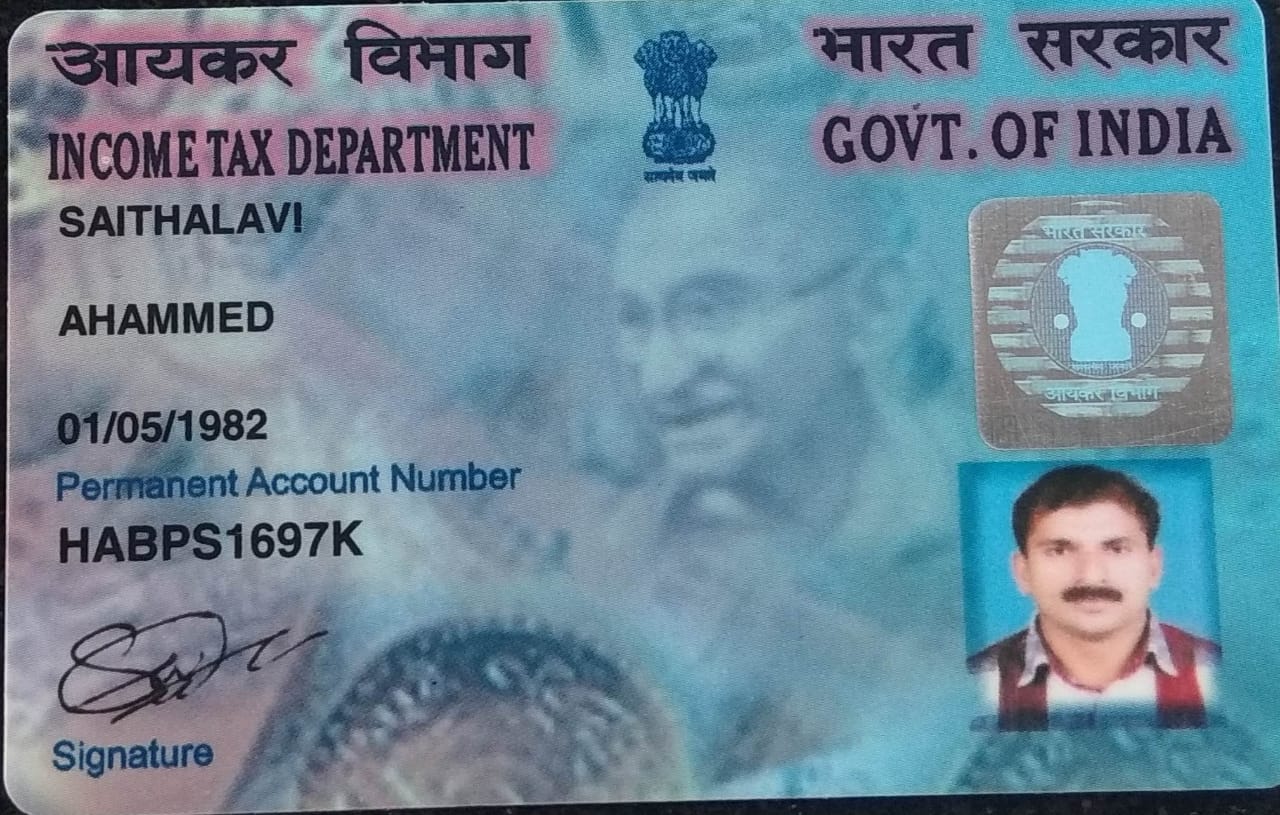 आयकर विभाग
INCOME TAX DEPARTMENT
भारत सरकार
GOVT. OF INDIA
सत्यमेव जयते
SAITHALAVI
AHAMMED
01/05/1982
Permanent Account Number
HABPS1697K
Signature
भारत सरकार
आयकर विभाग